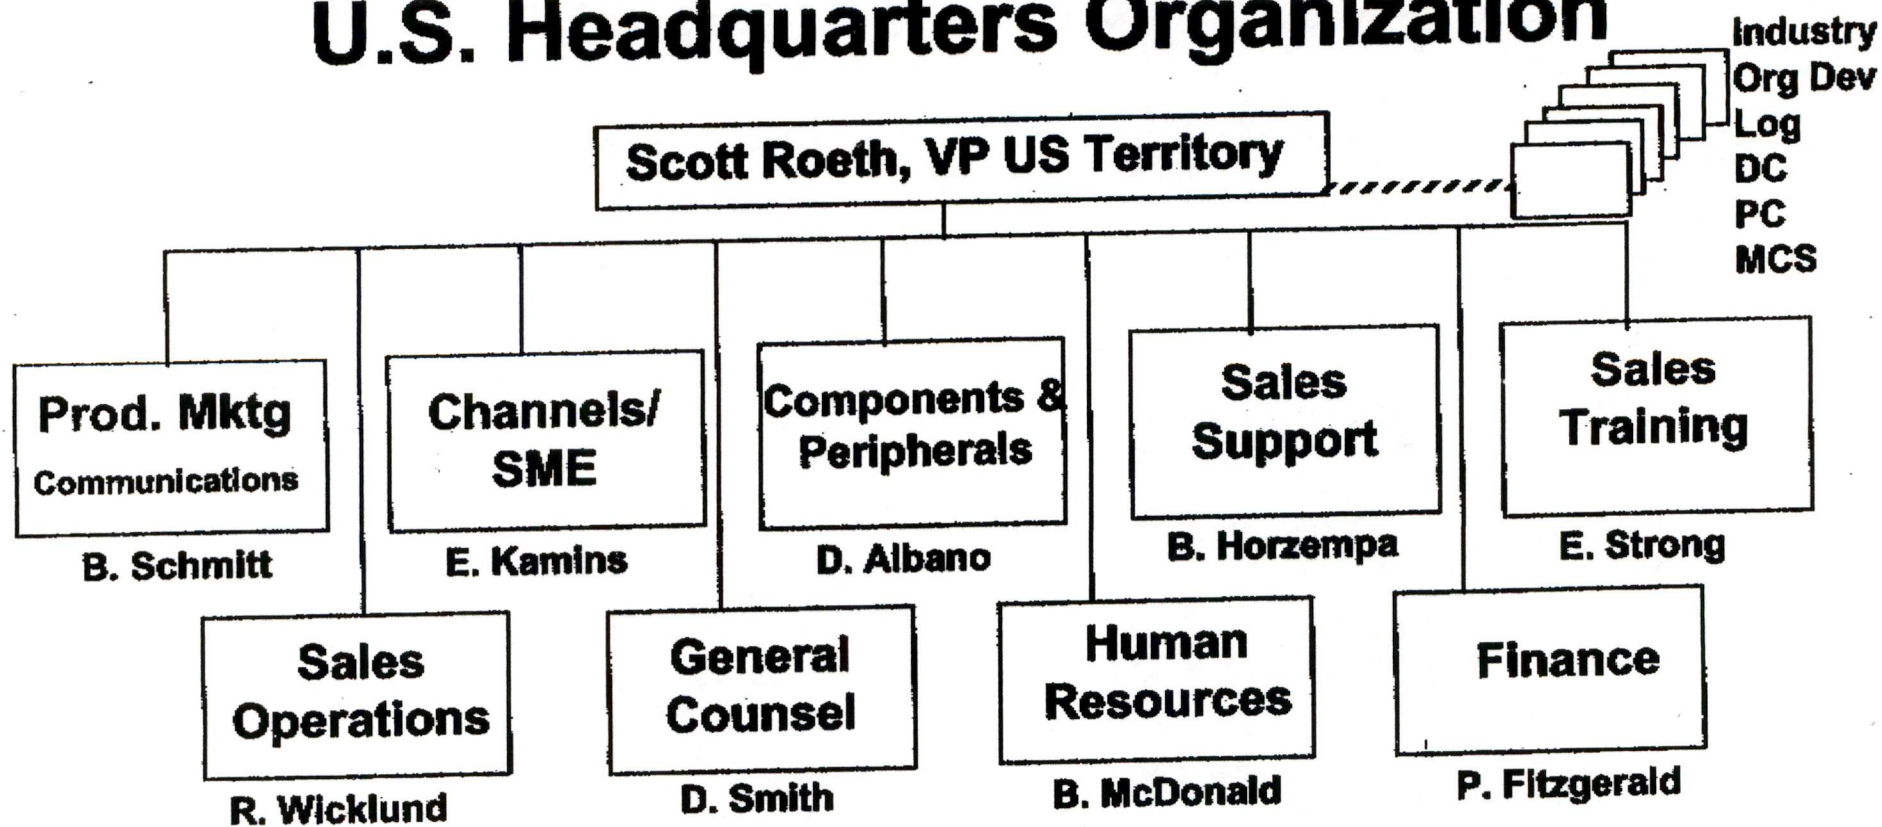 U.S. Headquarters Organization
Industry
Org Dev
Log
DC
PC
MCS
Scott Roeth, VP US Territory
Prod. Mktg
Communications
B. Schmitt
Channels/
SME
E. Kamins
Components &
Peripherals
D. Albano
Sales
Support
B. Horzempa
Sales
Training
E. Strong
Sales
Operations
R. Wicklund
General
Counsel
D. Smith
Human
Resources
B. McDonald
Finance
P. Fitzgerald